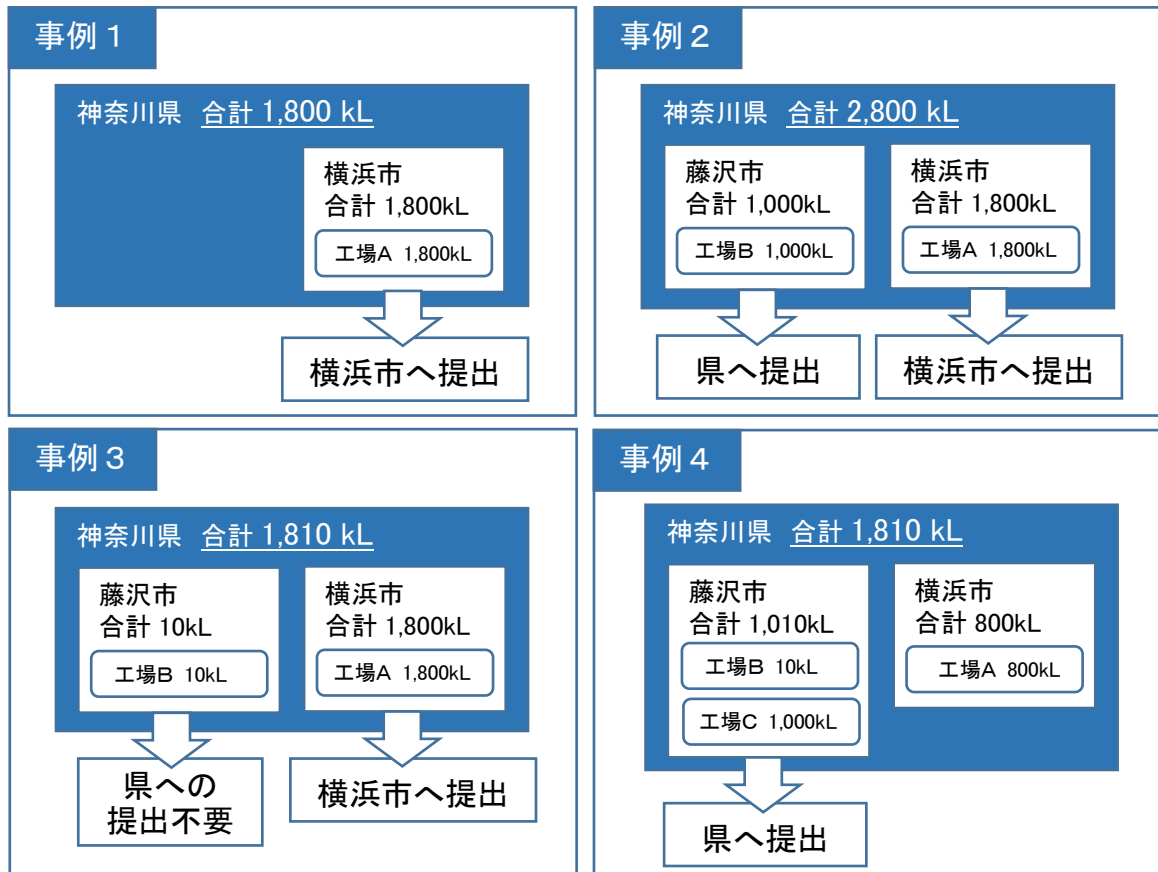 事例１
神奈川県 合計 1,800 kL
横浜市
合計 1,800kL
工場A 1,800kL
横浜市へ提出
事例２
神奈川県 合計 2,800 kL
藤沢市
合計 1,000kL
工場B 1,000kL
県へ提出
横浜市
合計 1,800kL
工場A 1,800kL
横浜市へ提出
事例３
神奈川県 合計 1,810 kL
藤沢市
合計 10kL
工場B 10kL
県への
提出不要
横浜市
合計 1,800kL
工場A 1,800kL
横浜市へ提出
事例４
神奈川県 合計 1,810 kL
藤沢市
合計 1,010kL
工場B 10kL
工場C 1,000kL
県へ提出
横浜市
合計 800kL
工場A 800kL